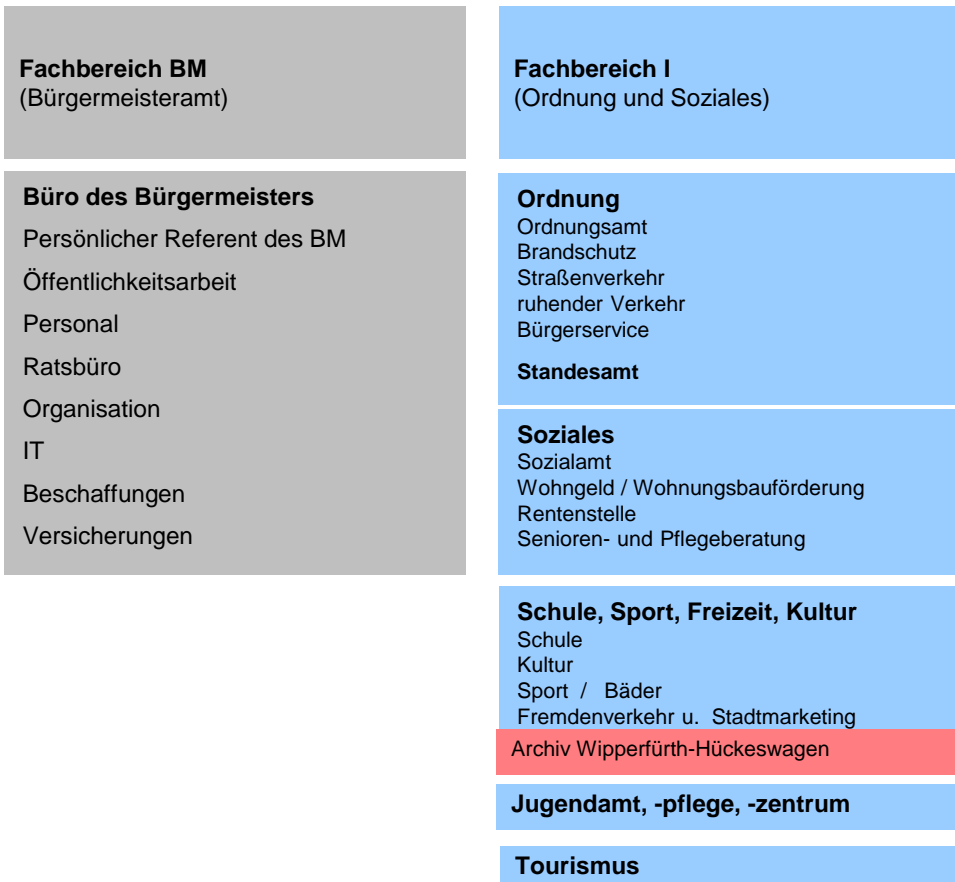 Fachbereich BM
(Bürgermeisteramt)
Büro des Bürgermeisters
Persönlicher Referent des BM
Öffentlichkeitsarbeit
Personal
Ratsbüro
Organisation
IT
Beschaffungen
Versicherungen
Fachbereich I
(Ordnung und Soziales)
Ordnung
Ordnungsamt
Brandschutz
Straßenverkehr
ruhender Verkehr
Bürgerservice
Standesamt
Soziales
Sozialamt
Wohngeld / Wohnungsbauförderung
Rentenstelle
Senioren- und Pflegeberatung
Schule, Sport, Freizeit, Kultur
Schule
Kultur
Sport / Bäder
Fremdenverkehr u. Stadtmarketing
Archiv Wipperfürth-Hückeswagen
Jugendamt, -pflege, -zentrum
Tourismus